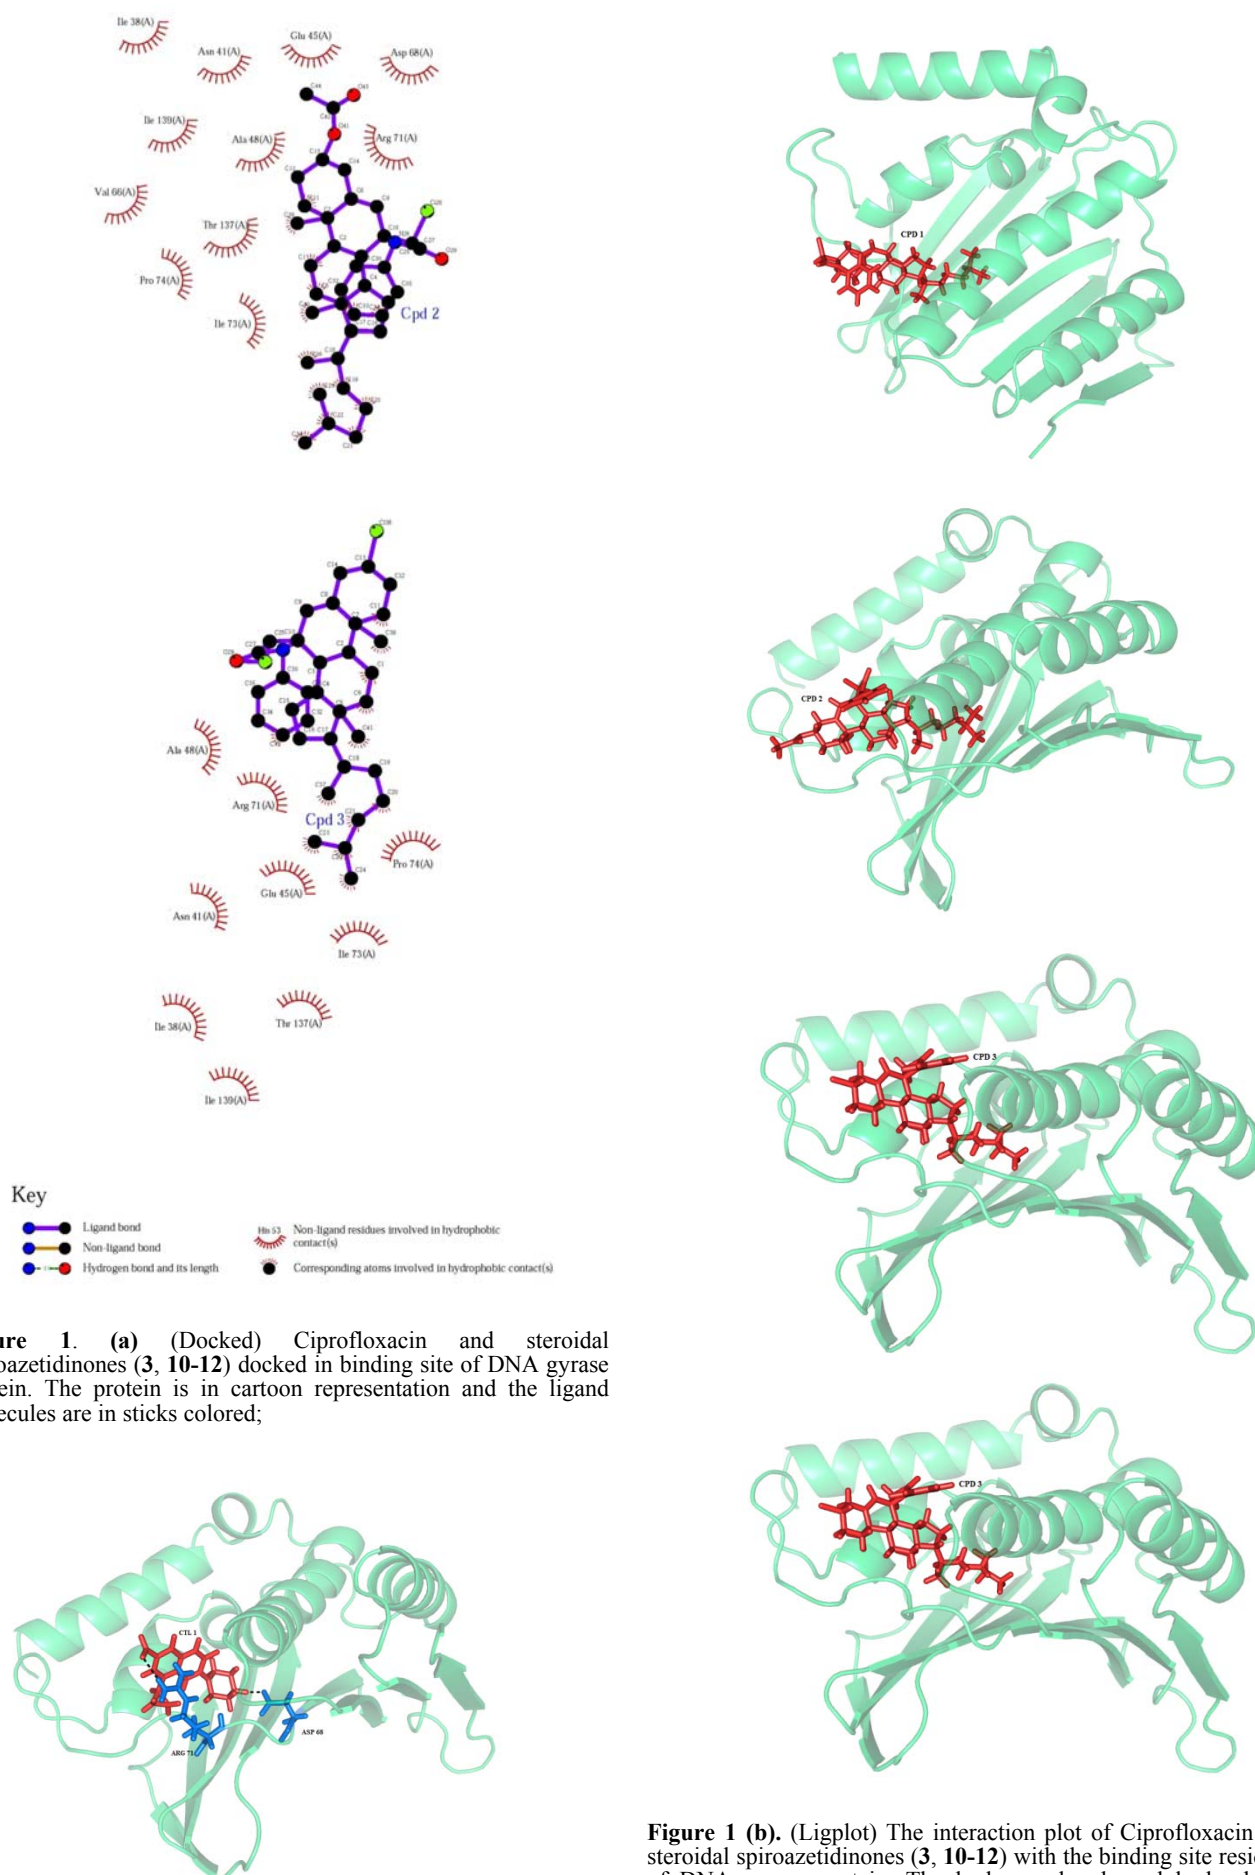 Ile 38(A)
Asn 41(A)
Glu 45(A)
Asp 68(A)
Ile 139(A)
Ala 48(A)
Arg 71(A)
Val 66(A)
Thr 137(A)
Pro 74(A)
Ile 73(A)
Cpd 2
Ala 48(A)
Arg 71(A)
Cpd 3
Pro 74(A)
Glu 45(A)
Asn 41(A)
Ile 73(A)
Ile 38(A)
Thr 137(A)
Ile 139(A)
Key
Ligand bond
Non-ligand bond
Hydrogen bond and its length
His 53 Non-ligand residues involved in hydrophobic
contact(s)
Corresponding atoms involved in hydrophobic contact(s)
ure 1. (a) (Docked) Ciprofloxacin and steroidal
oazetidinones (3, 10-12) docked in binding site of DNA gyrase
ein. The protein is in cartoon representation and the ligand
ecules are in sticks colored;
CTL 1
ASP 68
ARG 71
CPD 1
CPD 2
CPD 3
CPD 3
Figure 1 (b). (Ligplot) The interaction plot of Ciprofloxacin
steroidal spiroazetidinones (3, 10-12) with the binding site resi